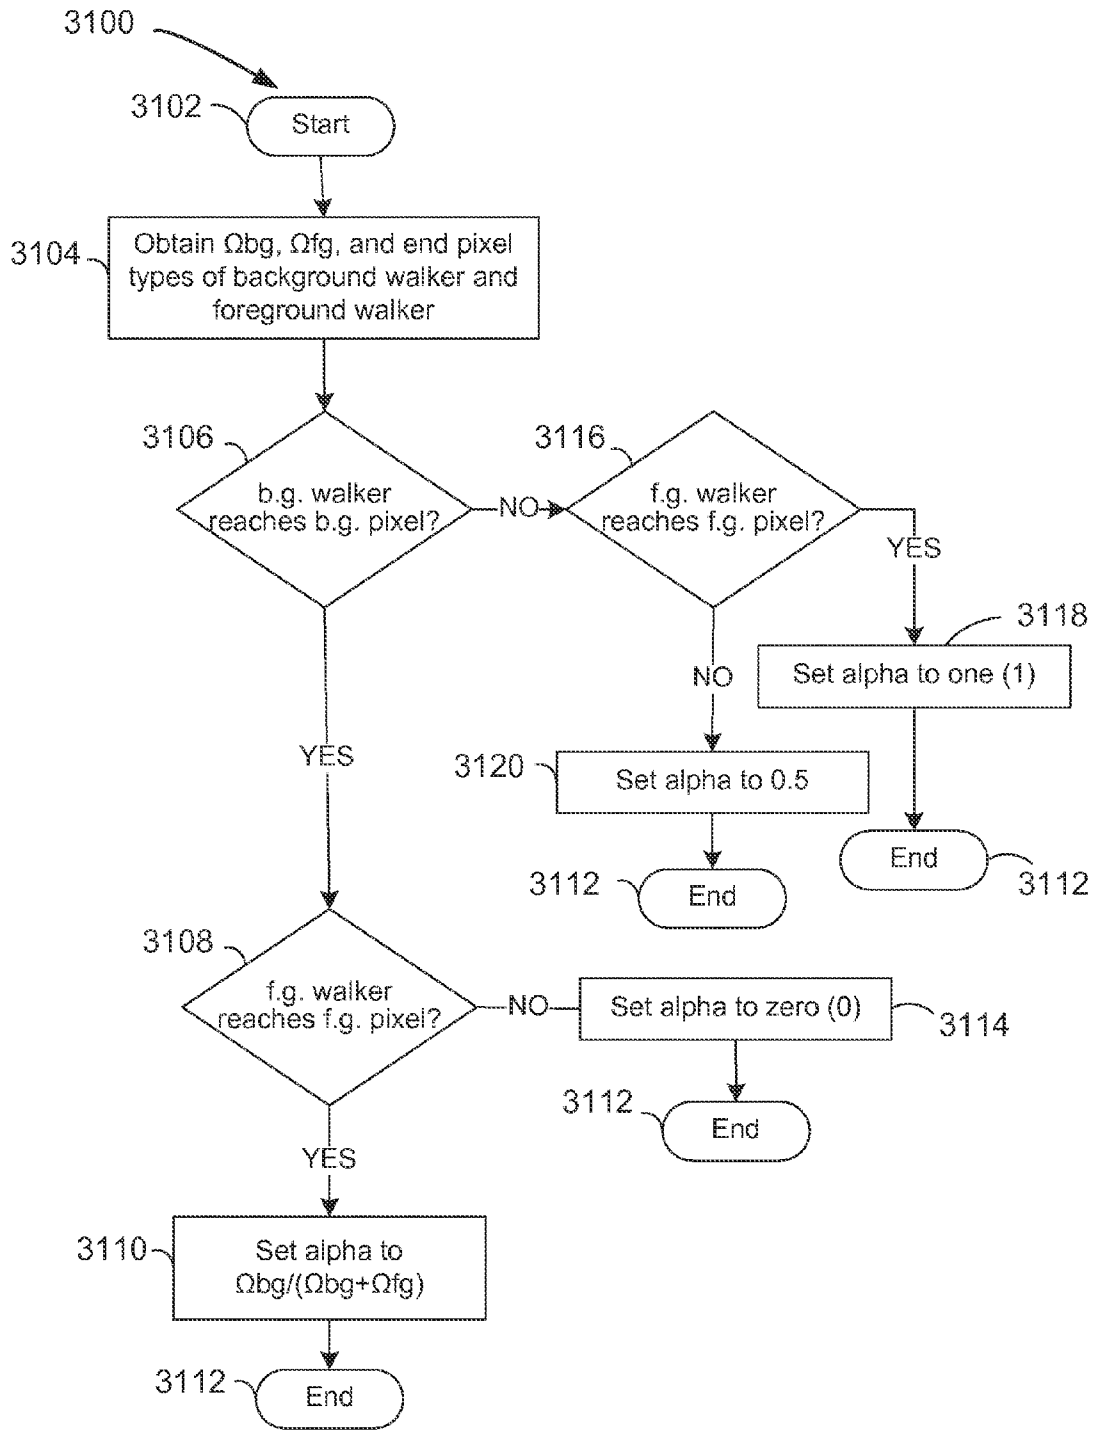 3100
3102
Start
3104
Obtain Ωbg, Ωfg, and end pixel
types of background walker and
foreground walker
3106
b.g. walker
reaches b.g. pixel?
NO
3116
f.g. walker
reaches f.g. pixel?
YES
3118
Set alpha to one (1)
NO
YES
3120
Set alpha to 0.5
End
3112
3112
End
3108
f.g. walker
reaches f.g. pixel?
NO
Set alpha to zero (0)
3114
3112
End
YES
3110
Set alpha to
Ωbg/(Ωbg+Ωfg)
3112
End